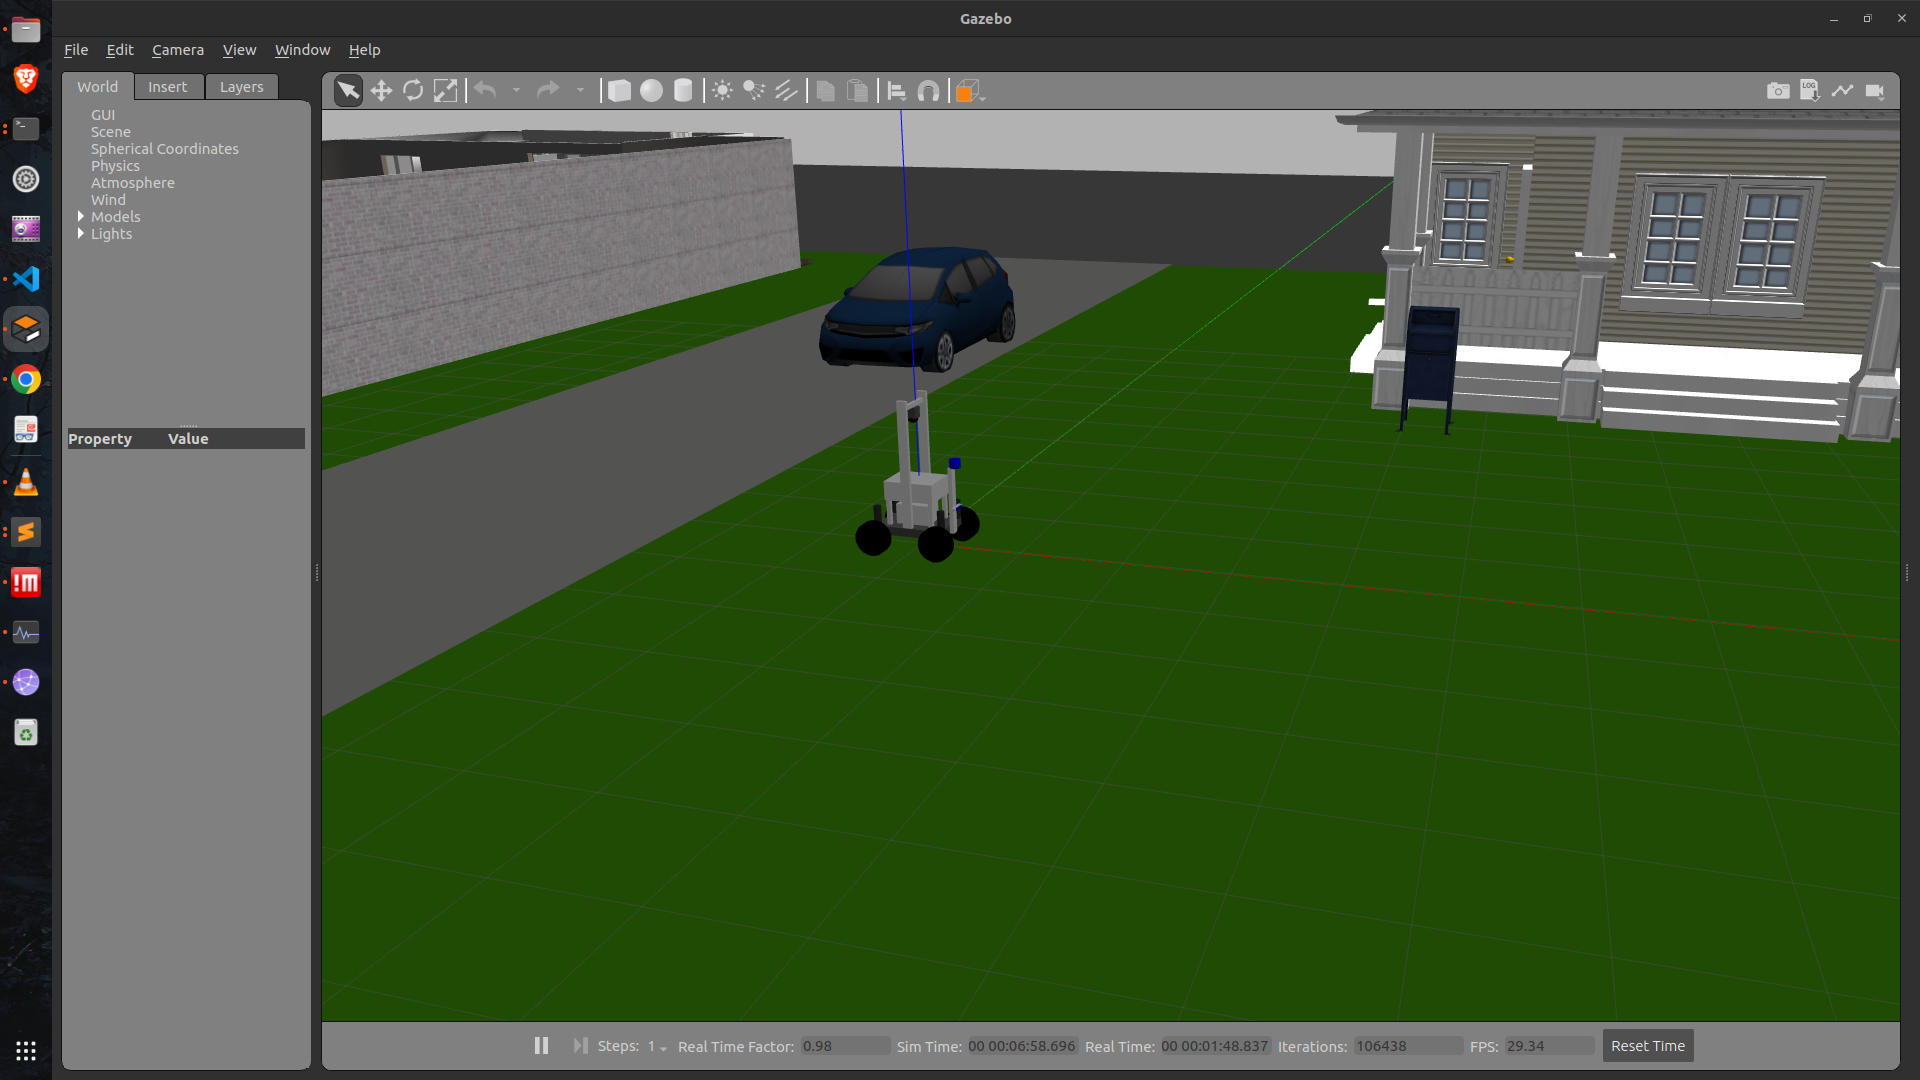 Gazebo
File Edit Camera View Window Help
World Insert Layers
LOG
GUI
Scene
Spherical Coordinates
Physics
Atmosphere
Wind
Models
Lights
Property Value
Steps: 1 Real Time Factor: 0.98 Sim Time: 00 00:06:58.696 Real Time: 00 00:01:48.837 Iterations: 106438 FPS: 29.34 Reset Time